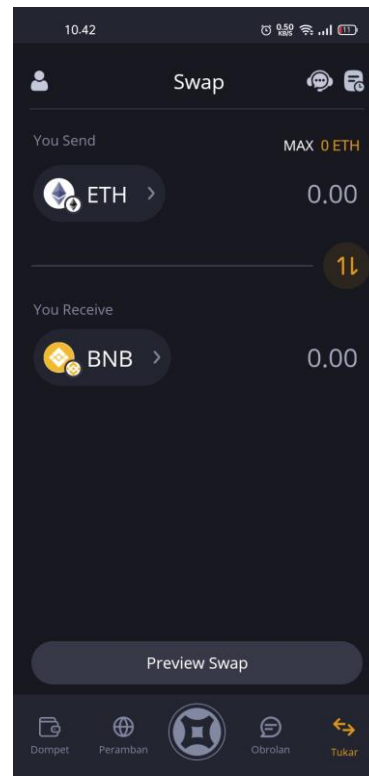 10.42
0.50
KB/S
Swap
You Send
MAX 0 ETH
ETH
0.00
You Receive
BNB
0.00
Preview Swap
Dompet
Peramban
Obrolan
Tukar